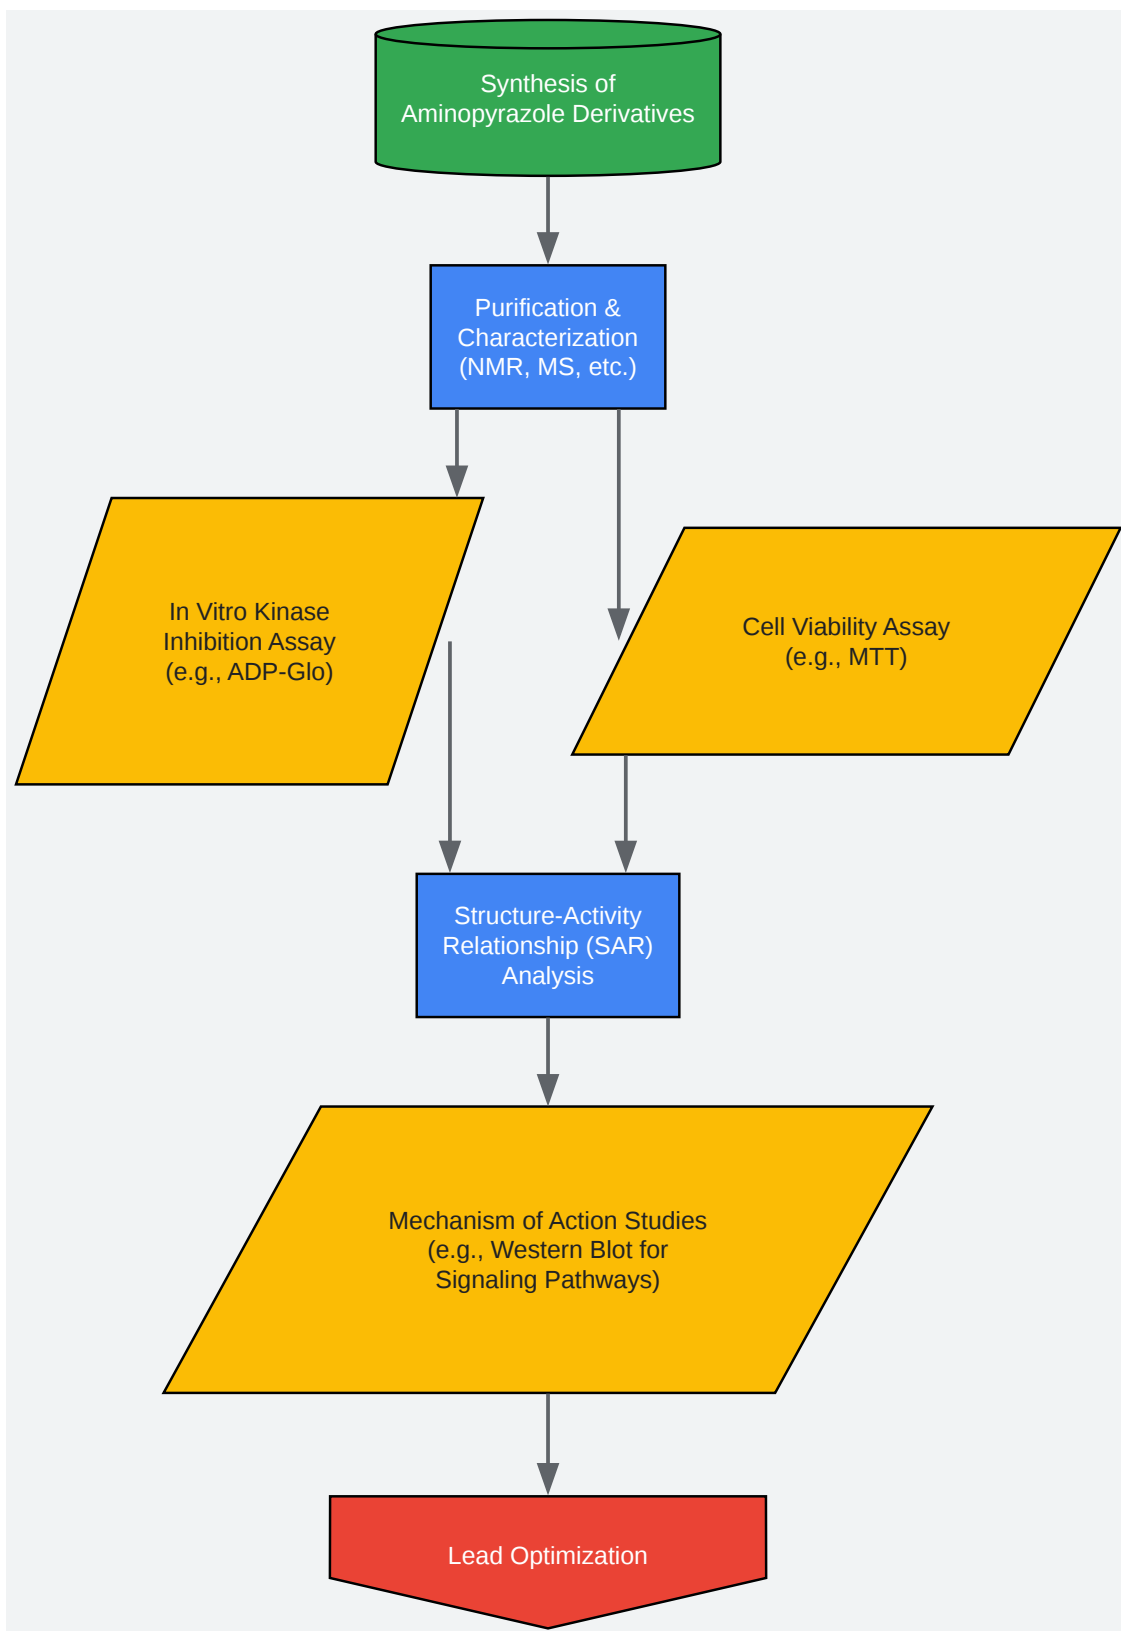 Synthesis of
Aminopyrazole Derivatives
Purification &
Characterization
(NMR, MS, etc.)
In Vitro Kinase
Inhibition Assay
(e.g., ADP-Glo)
Cell Viability Assay
(e.g., MTT)
Structure-Activity
Relationship (SAR)
Analysis
Mechanism of Action Studies
(e.g., Western Blot for
Signaling Pathways)
Lead Optimization